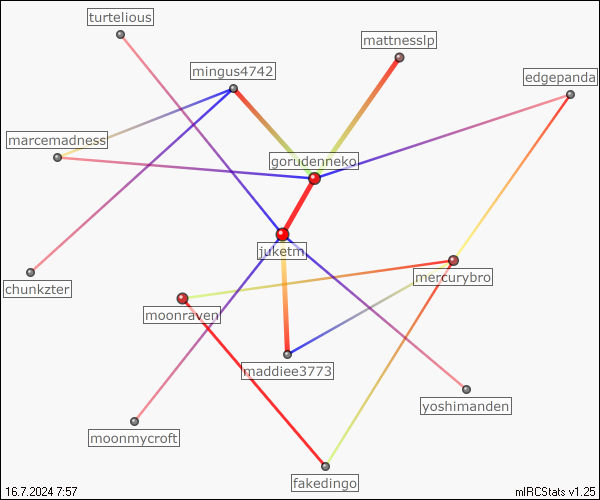 turtelious
mattnesslp
mingus4742
edgepanda
marcemadness
gorudenneko
juketm
mercurybro
chunkzter
moonraven
maddiee3773
yoshimanden
moonmycroft
fakedingo
16.7.2024 7:57
mIRCStats v1.25